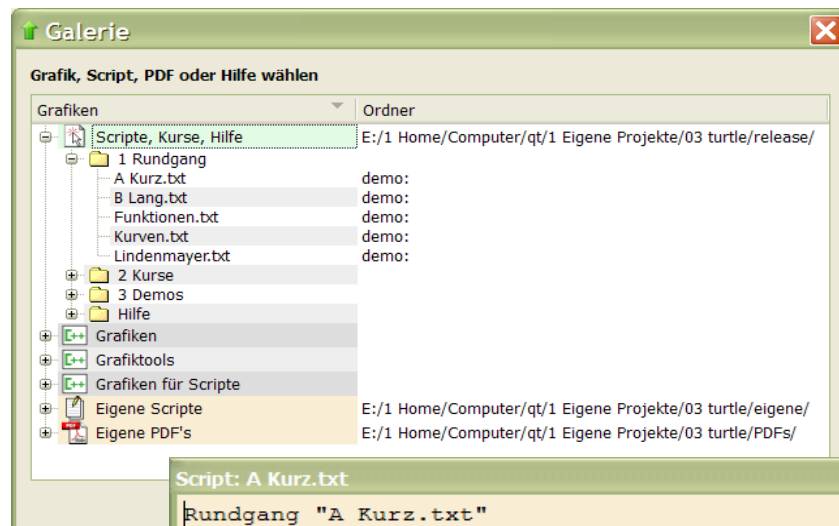 Galerie
Grafik, Script, PDF oder Hilfe wählen
Grafiken Ordner
Scripte, Kurse, Hilfe E:/1 Home/Computer/qt/1 Eigene Projekte/03 turtle/release/
1 Rundgang
A Kurz.txt demo:
B Lang.txt demo:
Funktionen.txt demo:
Kurven.txt demo:
Lindenmayer.txt demo:
2 Kurse
3 Demos
Hilfe
C++ Grafiken
C++ Grafiktools
C++ Grafiken für Scripte
Eigene Scripte E:/1 Home/Computer/qt/1 Eigene Projekte/03 turtle/eigene/
PDF Eigene PDF's E:/1 Home/Computer/qt/1 Eigene Projekte/03 turtle/PDFs/
Script: A Kurz.txt
Rundgang "A Kurz.txt"